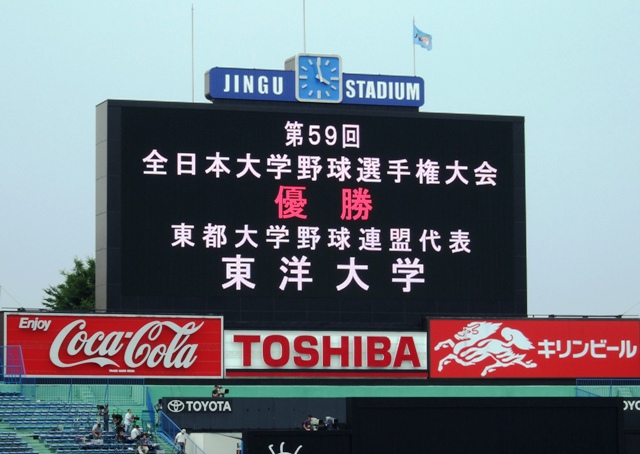 JINGU STADIUM
第59回
全日本大学野球選手権大会
優勝
東都大学野球連盟代表
東洋大学
Enjoy
Coca-Cola
TOSHIBA
キリンビール
TOYOTA
OYO